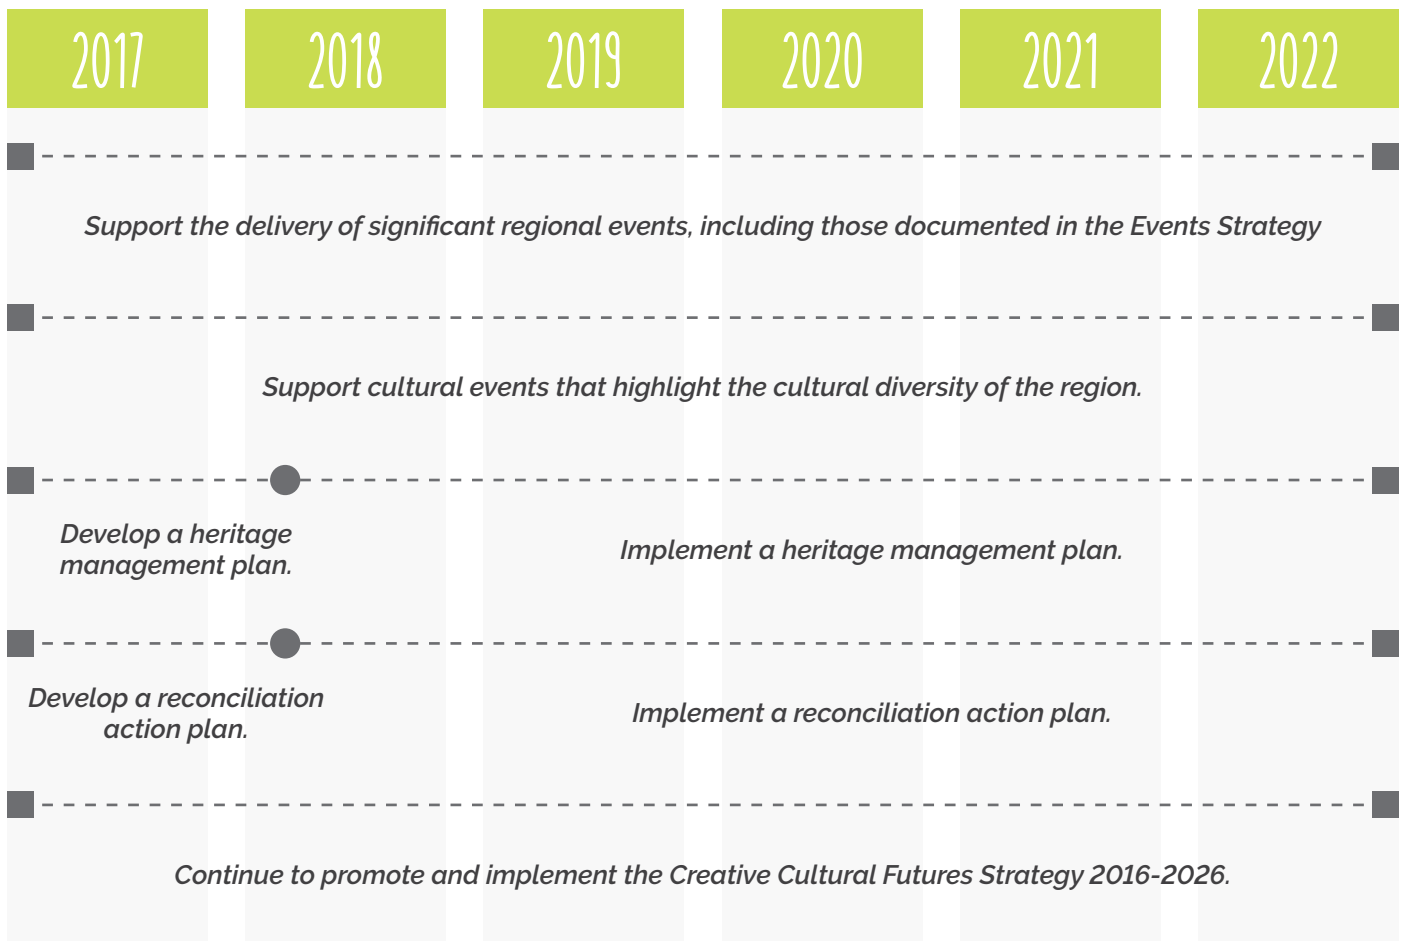 2017 2018 2019 2020 2021 2022
Support the delivery of significant regional events, including those documented in the Events Strategy
Support cultural events that highlight the cultural diversity of the region.
Develop a heritage
management plan.
Implement a heritage management plan.
Develop a reconciliation
action plan.
Implement a reconciliation action plan.
Continue to promote and implement the Creative Cultural Futures Strategy 2016-2026.